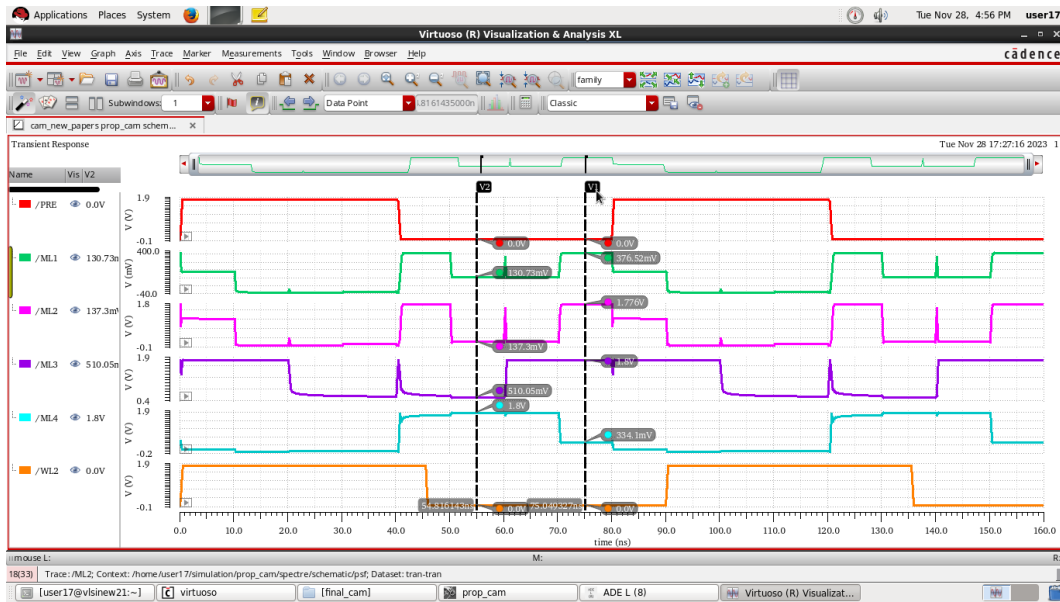 Applications Places System Tue Nov 28, 4:56 PM user17
Virtuoso (R) Visualization & Analysis XL
File Edit View Graph Axis Trace Marker Measurements Tools Window Browser Help cādence
family
Subwindows: 1 Data Point .8161435000n Classic
cam_new_papers prop_cam schem...
Transient Response Tue Nov 28 17:27:16 2023 1
Name Vis V2
V2 V1
/PRE 0.0V V (V) 1.9 -0.1 0.0V 0.0V
/ML1 130.73n V (mV) 400.0 -40.0 130.73mV 376.52mV
/ML2 137.3m V (V) 1.8 -0.1 137.3mV 1.776V
/ML3 510.05n V (V) 1.9 0.4 510.05mV 1.8V
/ML4 1.8V V (V) 1.9 -0.2 1.8V 334.1mV
/WL2 0.0V V (V) 1.9 -0.1 54.816143ns 0.0V 75.049327ns 0.0V
0.0 10.0 20.0 30.0 40.0 50.0 60.0 70.0 80.0 90.0 100.0 110.0 120.0 130.0 140.0 150.0 160.0
time (ns)
mouse L: M: R:
18(33) Trace: /ML2; Context: /home/user17/simulation/prop_cam/spectre/schematic/psf; Dataset: tran-tran
[user17@vlsinew21:~] virtuoso [final_cam] prop_cam ADE L (8) Virtuoso (R) Visualizat...